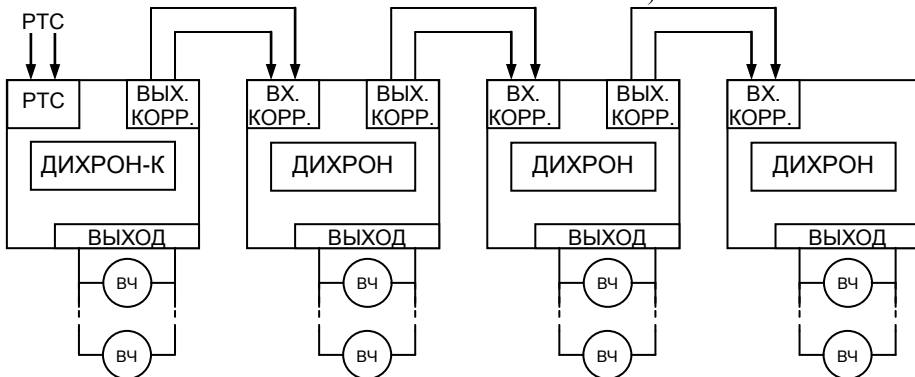 РТС
РТС
ВЫХ.
КОРР.
ДИХРОН-К
ВЫХОД
ВЧ
ВЧ
ВХ.
КОРР.
ВЫХ.
КОРР.
ДИХРОН
ВЫХОД
ВЧ
ВЧ
ВХ.
КОРР.
ВЫХ.
КОРР.
ДИХРОН
ВЫХОД
ВЧ
ВЧ
ВХ.
КОРР.
ДИХРОН
ВЫХОД
ВЧ
ВЧ